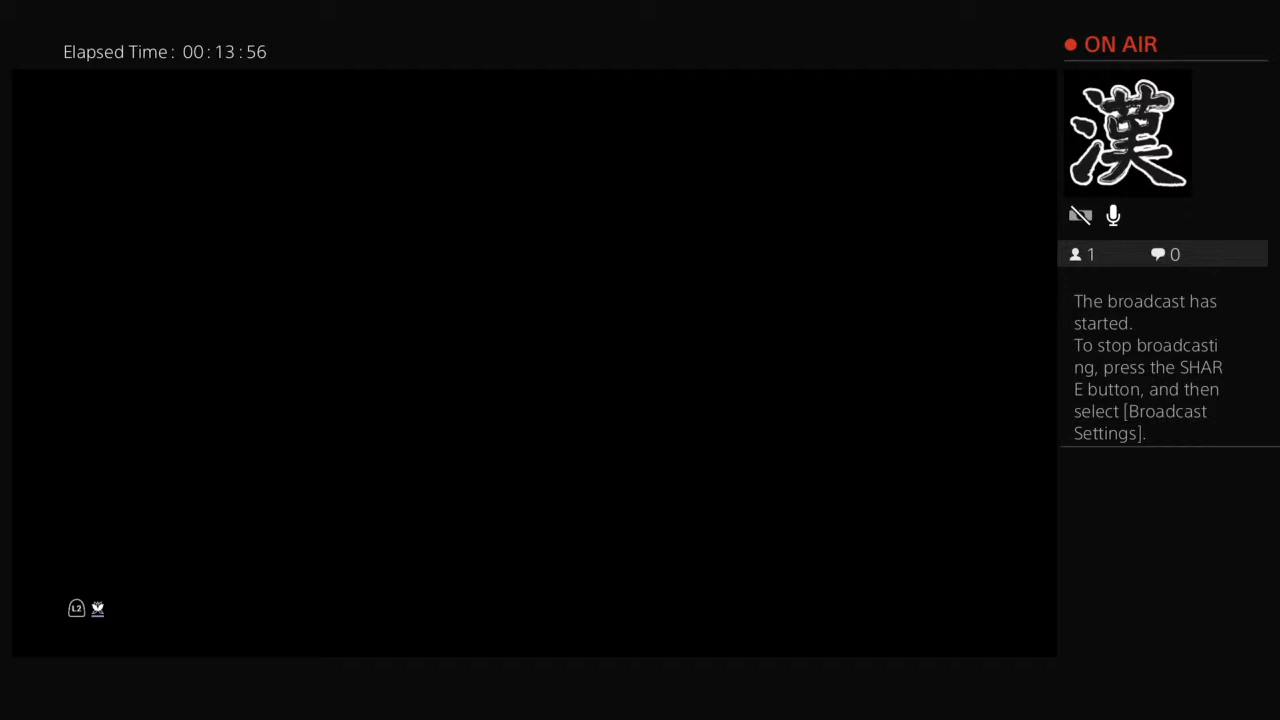 Elapsed Time: 00:13:56
ON AIR
漢
1 0
The broadcast has
started.
To stop broadcasti
ng, press the SHAR
E button, and then
select [Broadcast
Settings].
L2